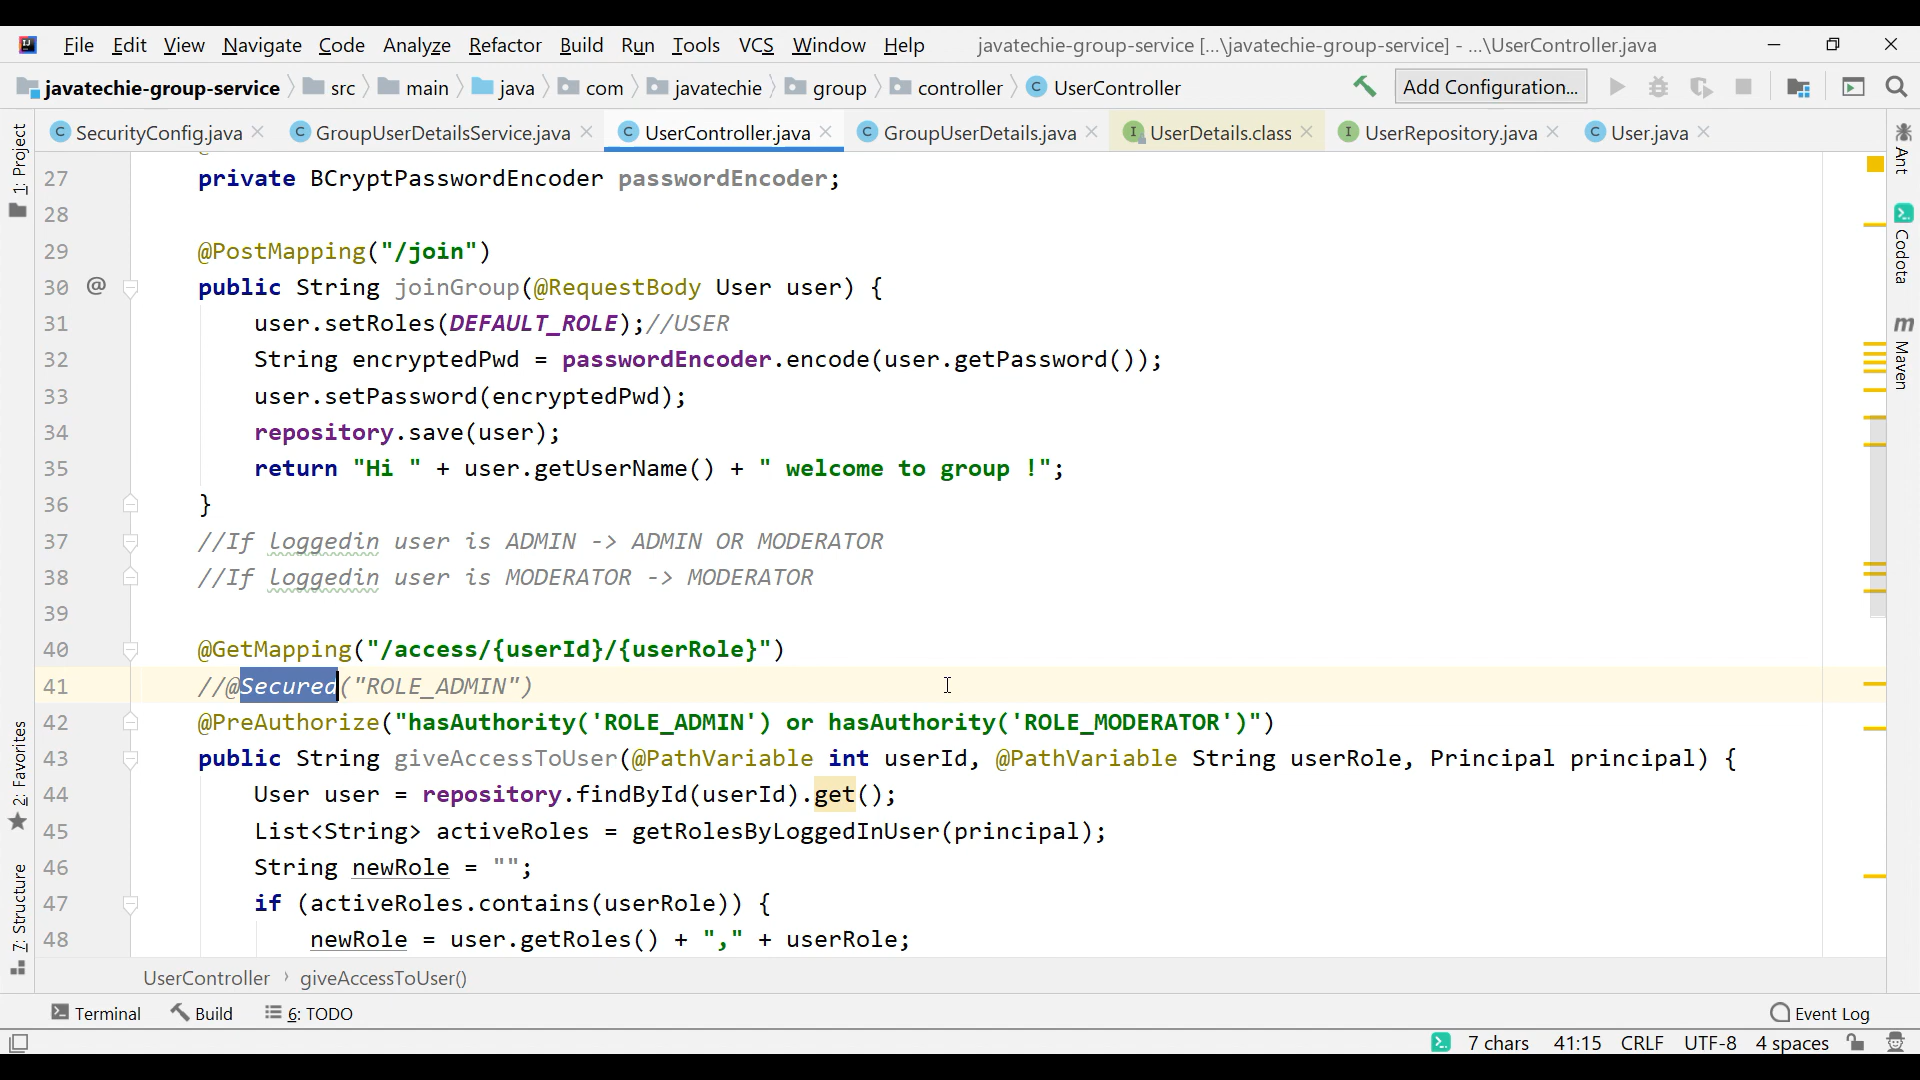 File Edit View Navigate Code Analyze Refactor Build Run Tools VCS Window Help javatechie-group-service [...\javatechie-group-service] - ...\UserController.java
javatechie-group-service src main java com javatechie group controller UserController Add Configuration...
SecurityConfig.java GroupUserDetailsService.java UserController.java GroupUserDetails.java UserDetails.class UserRepository.java User.java
1: Project
2: Favorites
7: Structure
27 private BCryptPasswordEncoder passwordEncoder;
28
29 @PostMapping("/join")
30 @ public String joinGroup(@RequestBody User user) {
31 user.setRoles(DEFAULT_ROLE);//USER
32 String encryptedPwd = passwordEncoder.encode(user.getPassword());
33 user.setPassword(encryptedPwd);
34 repository.save(user);
35 return "Hi " + user.getUserName() + " welcome to group !";
36 }
37 //If loggedin user is ADMIN -> ADMIN OR MODERATOR
38 //If loggedin user is MODERATOR -> MODERATOR
39
40 @GetMapping("/access/{userId}/{userRole}")
41 //@Secured("ROLE_ADMIN")
42 @PreAuthorize("hasAuthority('ROLE_ADMIN') or hasAuthority('ROLE_MODERATOR')")
43 public String giveAccessToUser(@PathVariable int userId, @PathVariable String userRole, Principal principal) {
44 User user = repository.findById(userId).get();
45 List<String> activeRoles = getRolesByLoggedInUser(principal);
46 String newRole = "";
47 if (activeRoles.contains(userRole)) {
48 newRole = user.getRoles() + "," + userRole;
Ant
Codota
m Maven
UserController › giveAccessToUser()
Terminal Build 6: TODO Event Log
7 chars 41:15 CRLF UTF-8 4 spaces